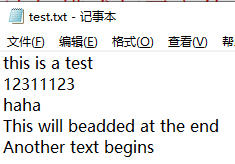 test.txt - 记事本
文件(F) 编辑(E) 格式(O) 查看(V) 帮助
this is a test
12311123
haha
This will beadded at the end
Another text begins